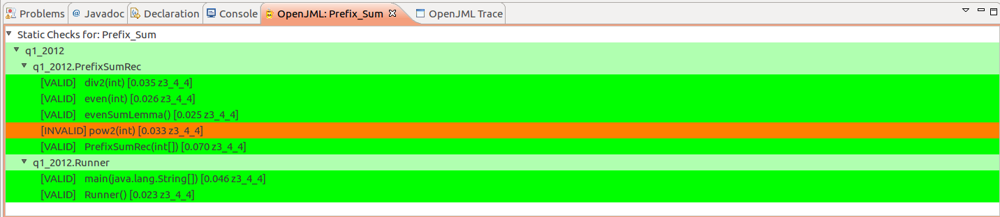 Problems Javadoc Declaration Console OpenJML: Prefix_Sum OpenJML Trace
Static Checks for: Prefix_Sum
q1_2012
q1_2012.PrefixSumRec
[VALID] div2(int) [0.035 z3_4_4]
[VALID] even(int) [0.026 z3_4_4]
[VALID] evenSumLemma() [0.025 z3_4_4]
[INVALID] pow2(int) [0.033 z3_4_4]
[VALID] PrefixSumRec(int[]) [0.070 z3_4_4]
q1_2012.Runner
[VALID] main(java.lang.String[]) [0.046 z3_4_4]
[VALID] Runner() [0.023 z3_4_4]